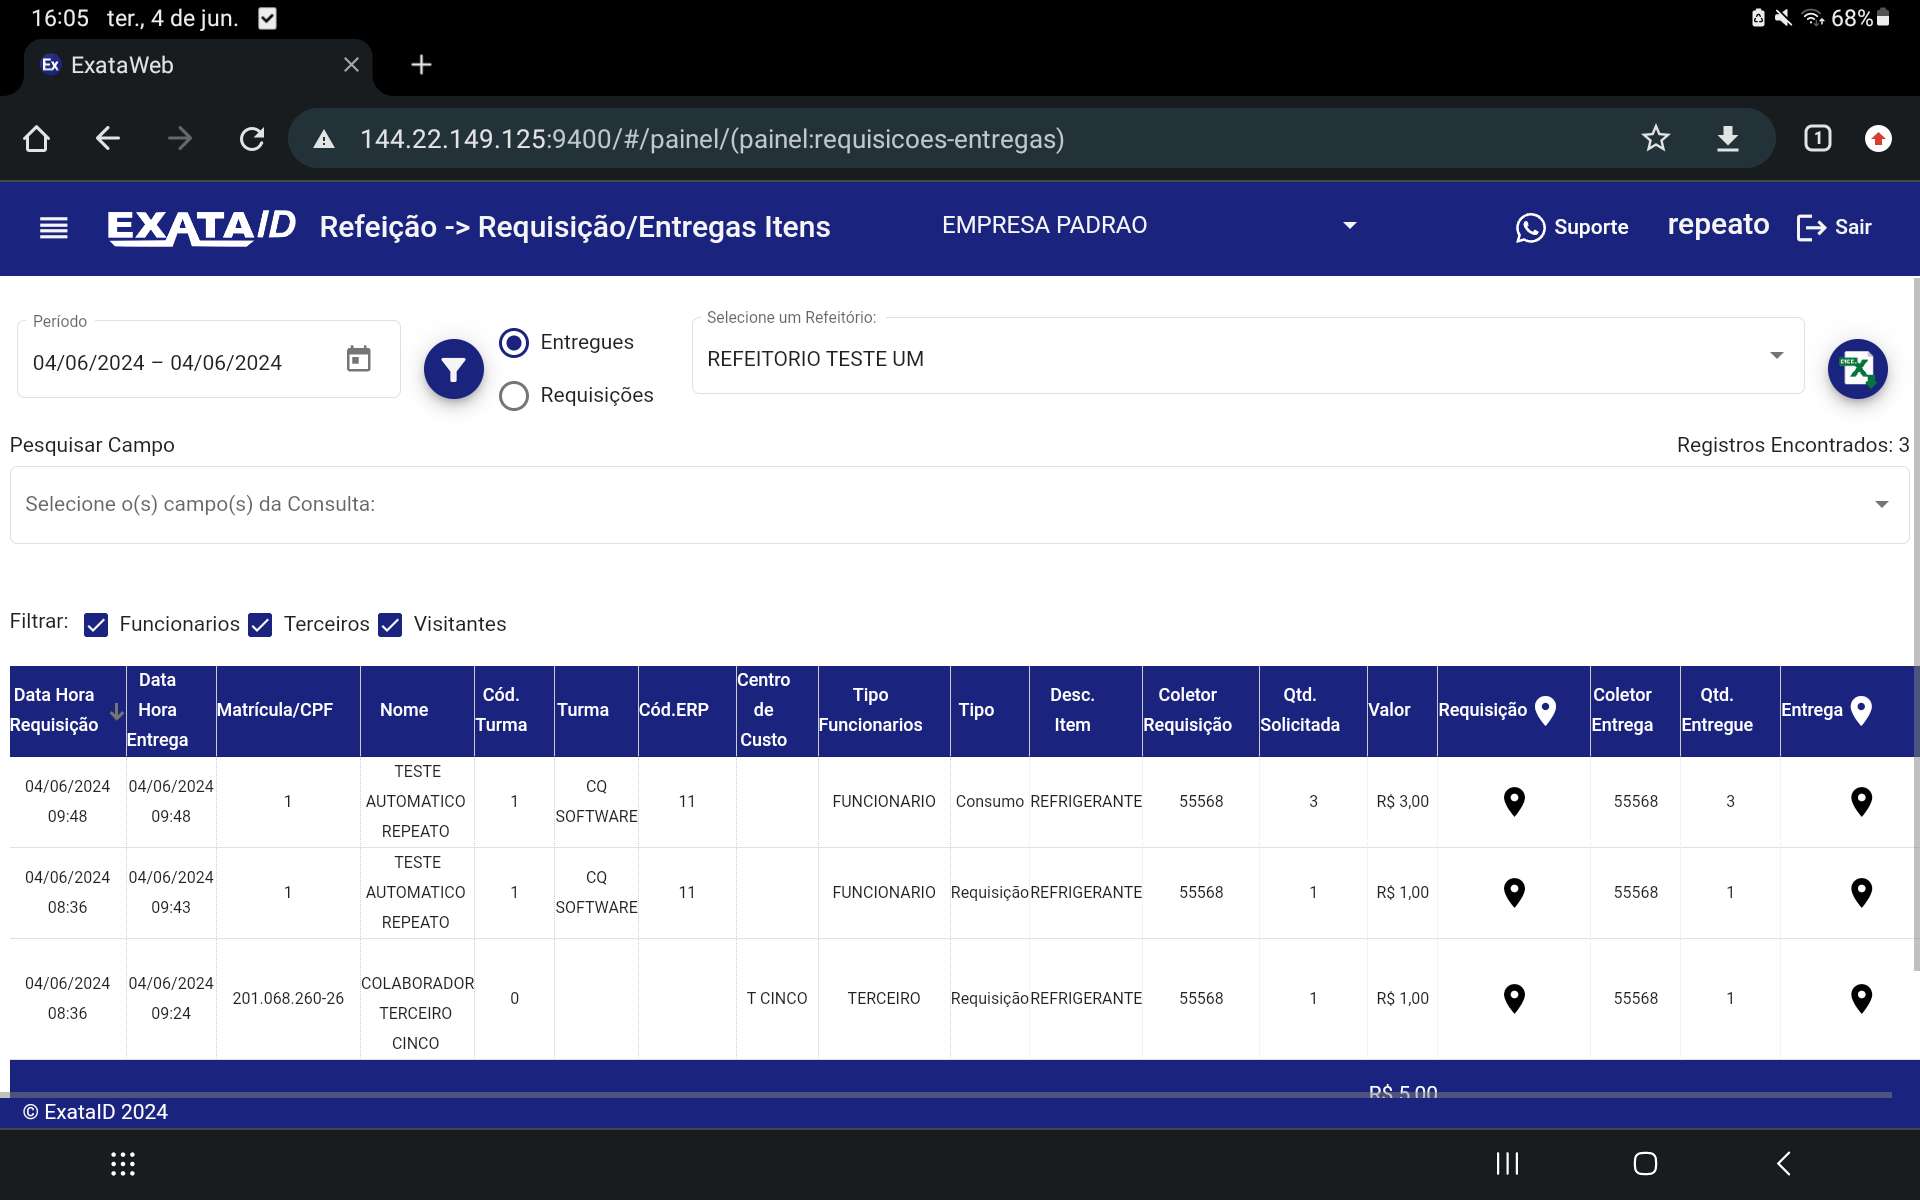 16:05 ter., 4 de jun.
68%
Ex ExataWeb
144.22.149.125:9400/#/painel/(painel:requisicoes-entregas)
1
EXATA/ID Refeição -> Requisição/Entregas Itens EMPRESA PADRAO Suporte repeato Sair
Período
04/06/2024 – 04/06/2024
Entregues
Requisições
Selecione um Refeitório:
REFEITORIO TESTE UM
Pesquisar Campo
Registros Encontrados: 3
Selecione o(s) campo(s) da Consulta:
Filtrar: Funcionarios Terceiros Visitantes
Data Hora
Requisição
Data
Hora
Entrega
Matrícula/CPF
Nome
Cód.
Turma
Turma
Cód.ERP
Centro
de
Custo
Tipo
Funcionarios
Tipo
Desc.
Item
Coletor
Requisição
Qtd.
Solicitada
Valor
Requisição
Coletor
Entrega
Qtd.
Entregue
Entrega
04/06/2024
09:48
04/06/2024
09:48
1
TESTE
AUTOMATICO
REPEATO
1
CQ
SOFTWARE
11
FUNCIONARIO
Consumo
REFRIGERANTE
55568
3
R$ 3,00
55568
3
04/06/2024
08:36
04/06/2024
09:43
1
TESTE
AUTOMATICO
REPEATO
1
CQ
SOFTWARE
11
FUNCIONARIO
Requisição
REFRIGERANTE
55568
1
R$ 1,00
55568
1
04/06/2024
08:36
04/06/2024
09:24
201.068.260-26
COLABORADOR
TERCEIRO
CINCO
0
T CINCO
TERCEIRO
Requisição
REFRIGERANTE
55568
1
R$ 1,00
55568
1
R$ 5,00
© ExataID 2024